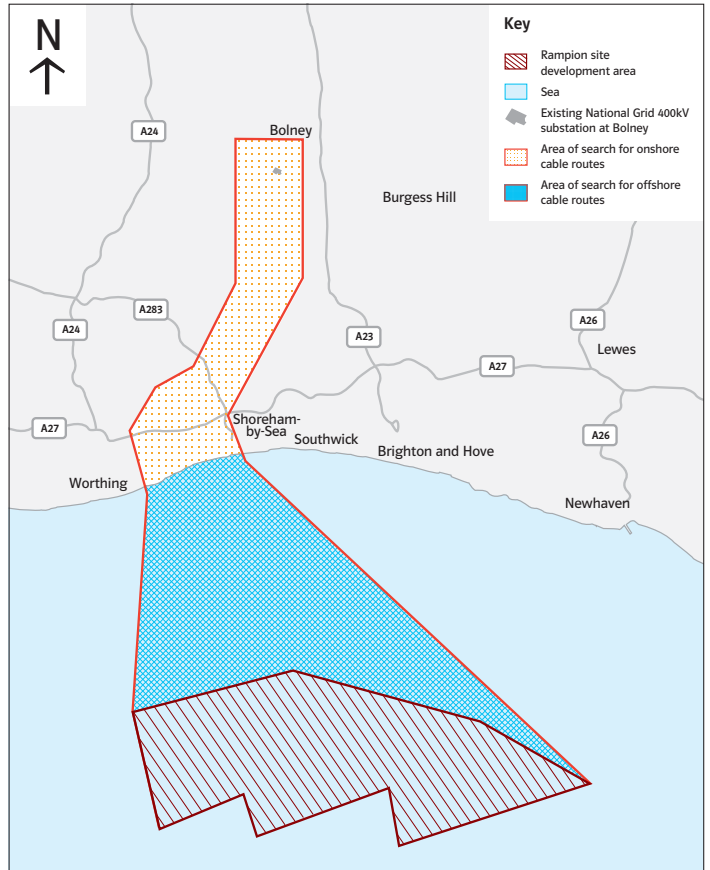 N
Key
Rampion site
development area
Sea
Existing National Grid 400kV
substation at Bolney
Area of search for onshore
cable routes
Area of search for offshore
cable routes
A24
Bolney
Burgess Hill
A283
A24
A23
A26
Lewes
A27
A27
Shoreham-
by-Sea
Southwick
Brighton and Hove
A26
Worthing
Newhaven